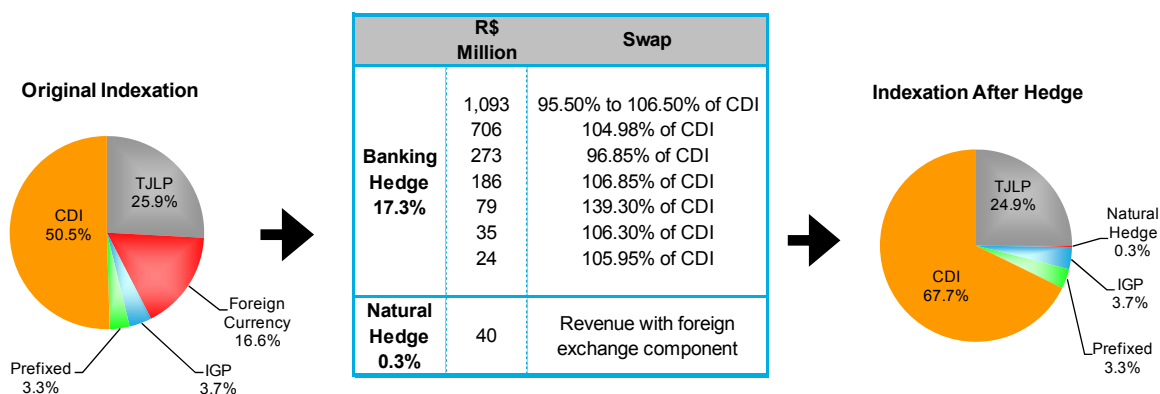 Original Indexation
TJLP
25.9%
CDI
50.5%
Foreign
Currency
16.6%
IGP
3.7%
Prefixed
3.3%
R$
Million
Swap
Banking
Hedge
17.3%
1,093 95.50% to 106.50% of CDI
706 104.98% of CDI
273 96.85% of CDI
186 106.85% of CDI
79 139.30% of CDI
35 106.30% of CDI
24 105.95% of CDI
Natural
Hedge
0.3%
40
Revenue with foreign
exchange component
Indexation After Hedge
TJLP
24.9%
Natural
Hedge
0.3%
IGP
3.7%
Prefixed
3.3%
CDI
67.7%